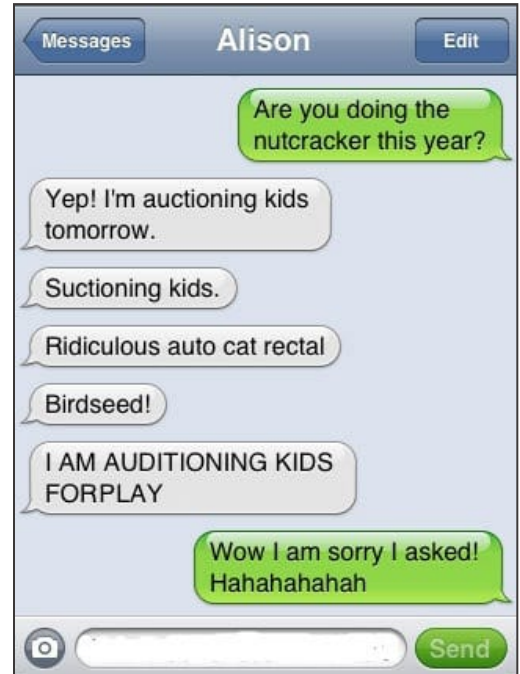 Messages Alison Edit
Are you doing the
nutcracker this year?
Yep! I'm auctioning kids
tomorrow.
Suctioning kids.
Ridiculous auto cat rectal
Birdseed!
I AM AUDITIONING KIDS
FORPLAY
Wow I am sorry I asked!
Hahahahahah
Send